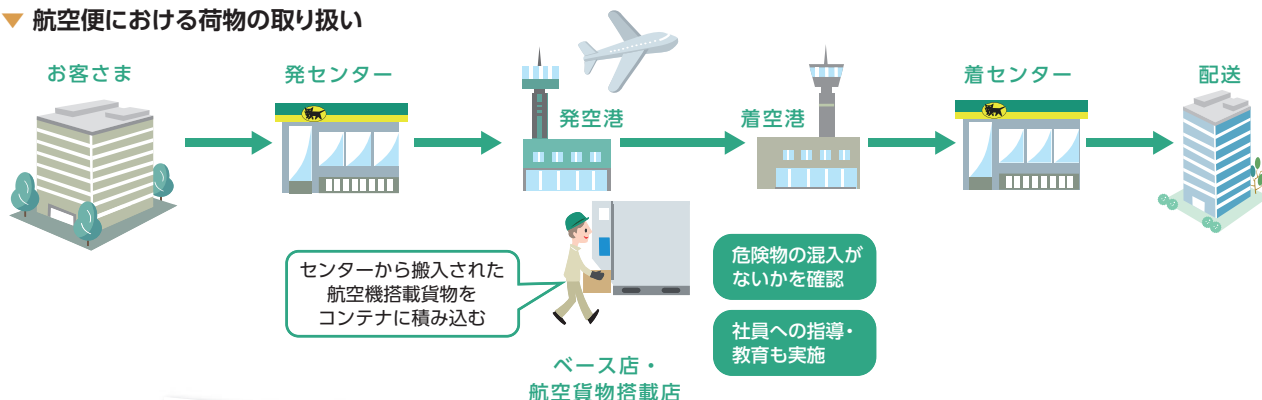 ▼ 航空便における荷物の取り扱い
お客さま
発センター
発空港
着空港
着センター
配送
センターから搬入された
航空機搭載貨物を
コンテナに積み込む
危険物の混入が
ないかを確認
社員への指導・
教育も実施
ベース店・
航空貨物搭載店